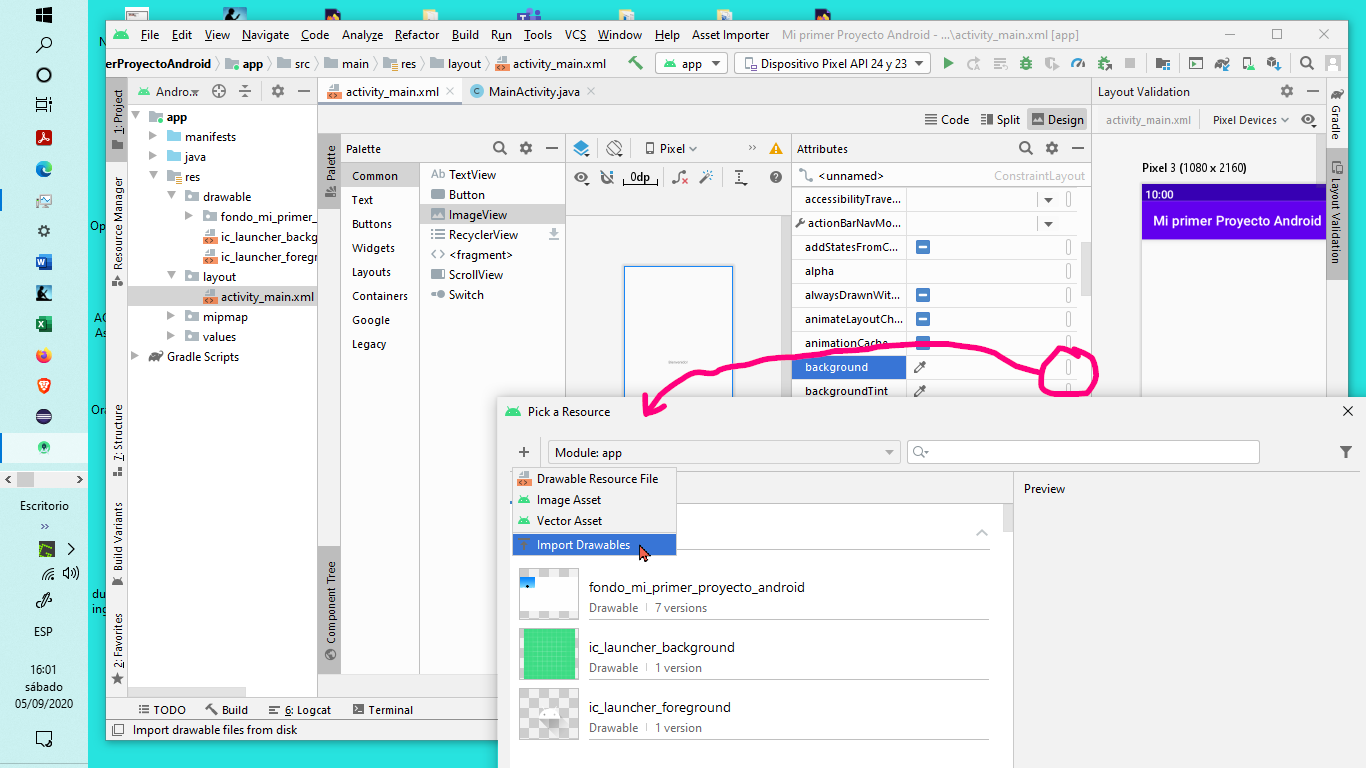 File Edit View Navigate Code Analyze Refactor Build Run Tools VCS Window Help Asset Importer Mi primer Proyecto Android - ...\activity_main.xml [app]
erProyectoAndroid app src main res layout activity_main.xml app Dispositivo Pixel API 24 y 23
1: Project
Resource Manager
7: Structure
Build Variants
2: Favorites
Andro..
app
manifests
java
res
drawable
fondo_mi_primer_
ic_launcher_backg
ic_launcher_foregr
layout
activity_main.xml
mipmap
values
Gradle Scripts
activity_main.xml MainActivity.java
Code Split Design
Palette
Component Tree
Palette
Common
Text
Buttons
Widgets
Layouts
Containers
Google
Legacy
Ab TextView
Button
ImageView
RecyclerView
<fragment>
ScrollView
Switch
Pixel
0dp
Attributes
<unnamed> ConstraintLayout
accessibilityTrave...
actionBarNavMo...
addStatesFromC...
alpha
alwaysDrawnWit...
animateLayoutCh...
animationCache
background
backgroundTint
Layout Validation
activity_main.xml Pixel Devices
Pixel 3 (1080 x 2160)
10:00
Mi primer Proyecto Android
Gradle
Layout Validation
Pick a Resource
Module: app
Drawable Resource File
Image Asset
Vector Asset
Import Drawables
Preview
fondo_mi_primer_proyecto_android
Drawable | 7 versions
ic_launcher_background
Drawable | 1 version
ic_launcher_foreground
Drawable | 1 version
TODO Build 6: Logcat Terminal
Import drawable files from disk
Escritorio
ESP
16:01
sábado
05/09/2020